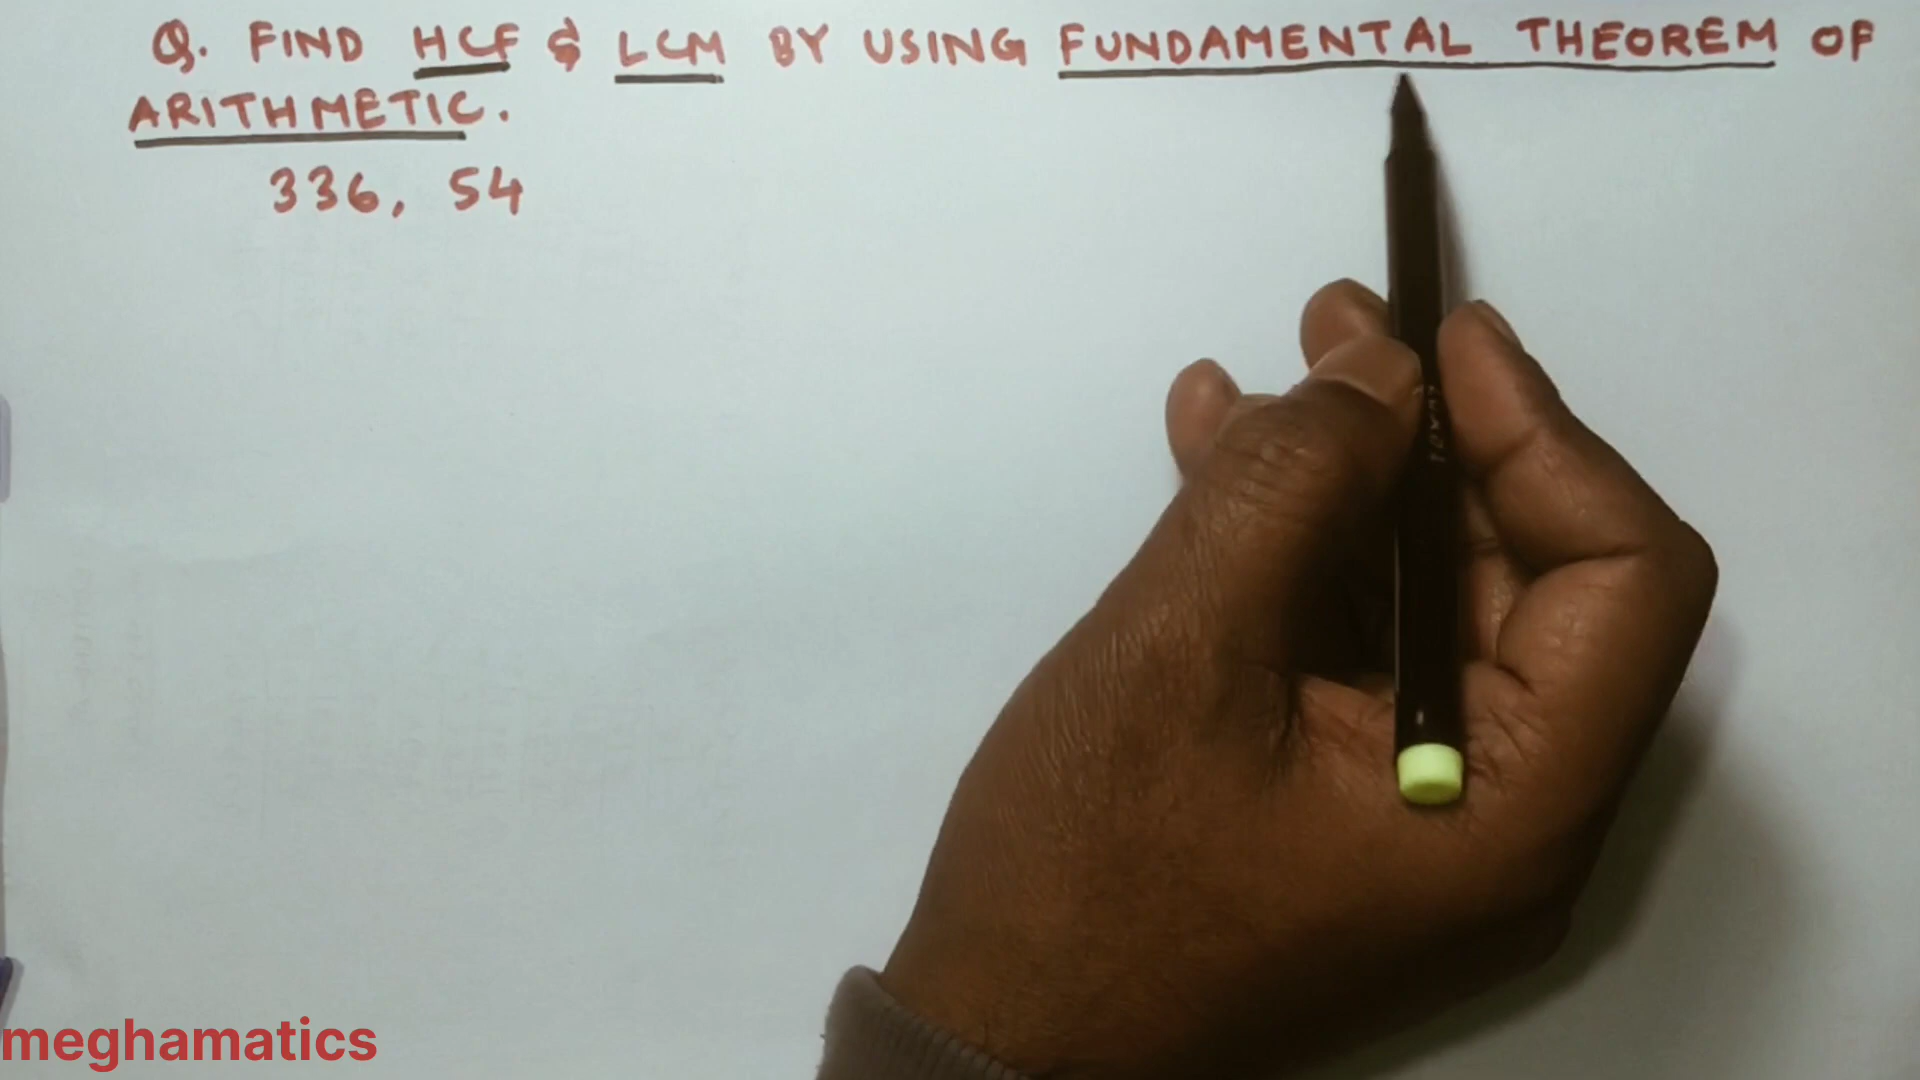 Q. FIND HCF & LCM BY USING FUNDAMENTAL THEOREM OF
ARITHMETIC.
336, 54
meghamatics